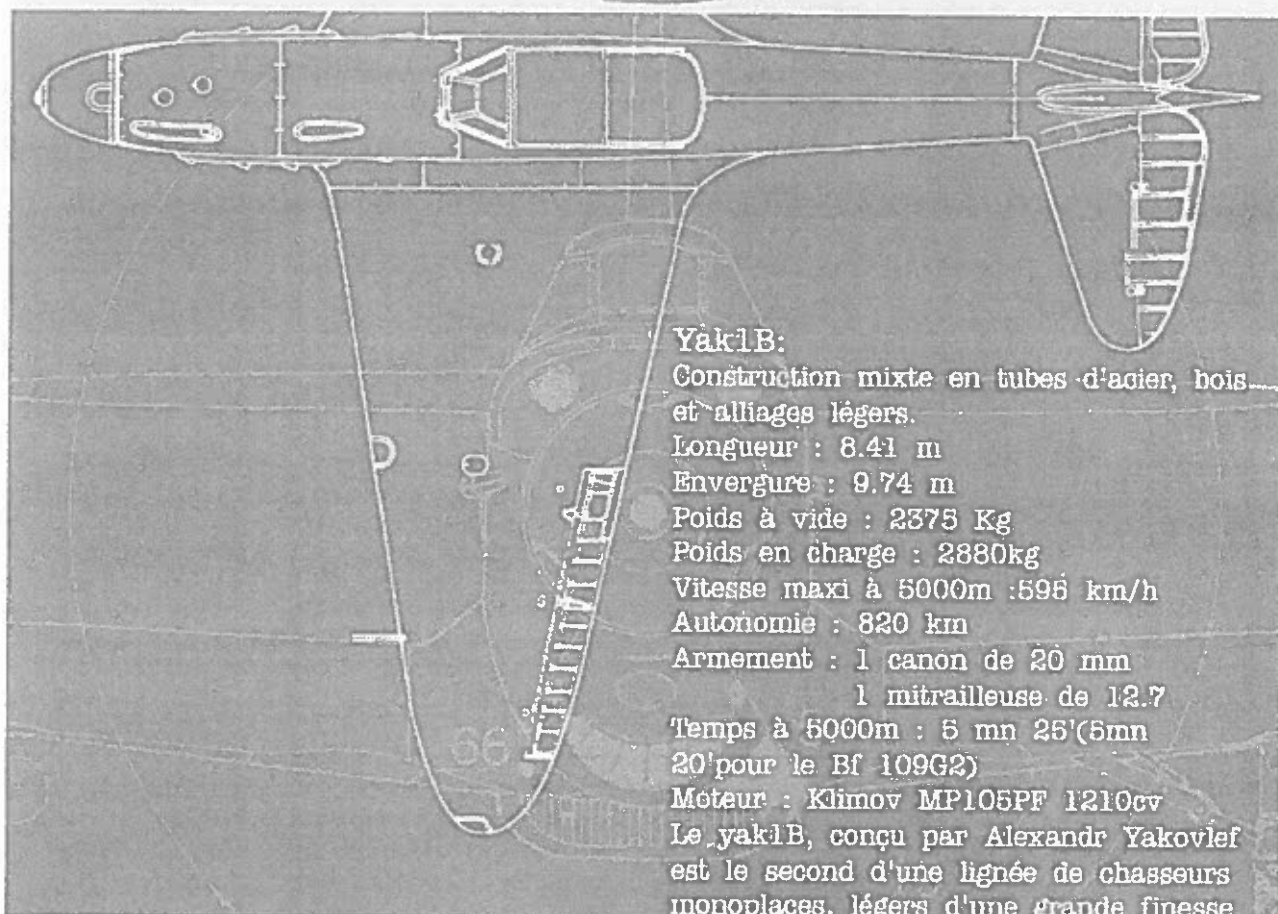 Yak1B:
Construction mixte en tubes d'acier, bois
et alliages légers.
Longueur : 8.41 m
Envergure : 9.74 m
Poids à vide : 2375 Kg
Poids en charge : 2880kg
Vitesse maxi à 5000m :595 km/h
Autonomie : 820 km
Armement : 1 canon de 20 mm
1 mitrailleuse de 12.7
Temps à 5000m : 5 mn 25'(5mn
20'pour le Bf 109G2)
Moteur : Klimov MP105PF 1210cv
Le yak1B, conçu par Alexandr Yakovlef
est le second d'une lignée de chasseurs
monoplaces, légers d'une grande finesse